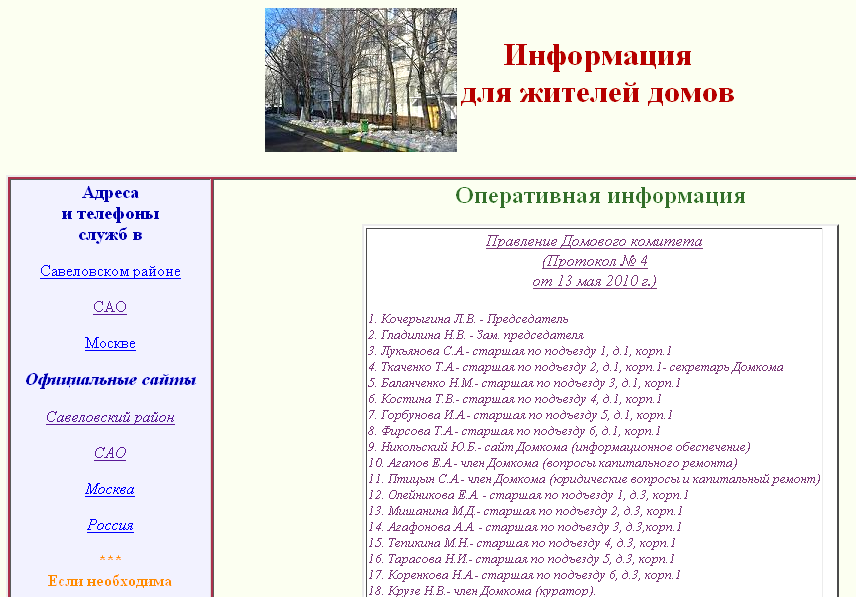 Информация
для жителей домов
Адреса
и телефоны
служб в
Савеловском районе
САО
Москве
Официальные сайты
Савеловский район
САО
Москва
Россия
***
Если необходима
Оперативная информация
Правление Домового комитета
(Протокол № 4
от 13 мая 2010 г.)
1. Кочерыгина Л.В. - Председатель
2. Гладилина Н.В. - Зам. председателя
3. Лукьянова С.А.- старшая по подъезду 1, д.1, корп.1
4. Ткаченко Т.А.- старшая по подъезду 2, д.1, корп.1- секретарь Домкома
5. Баланченко Н.М.- старшая по подъезду 3, д.1, корп.1
6. Костина Т.В.- старшая по подъезду 4, д.1, корп.1
7. Горбунова И.А.- старшая по подъезду 5, д.1, корп.1
8. Фирсова Т.А.- старшая по подъезду 6, д.1, корп.1
9. Никольский Ю.Б.- сайт Домкома (информационное обеспечение)
10. Агапов Е.А.- член Домкома (вопросы капитального ремонта)
11. Птицын С.А.- член Домкома (юридические вопросы и капитальный ремонт)
12. Олейникова Е.А. - старшая по подъезду 1, д.3, корп.1
13. Мишанина М.Д.- старшая по подъезду 2, д.3, корп.1
14. Агафонова А.А. - старшая по подъезду 3, д.3,корп.1
15. Тепикина М.Н.- старшая по подъезду 4, д.3, корп.1
16. Тарасова Н.И.- старшая по подъезду 5, д.3, корп.1
17. Коренкова Н.А.- старшая по подъезду 6, д.3, корп.1
18. Крузе Н.В.- член Домкома (куратор).